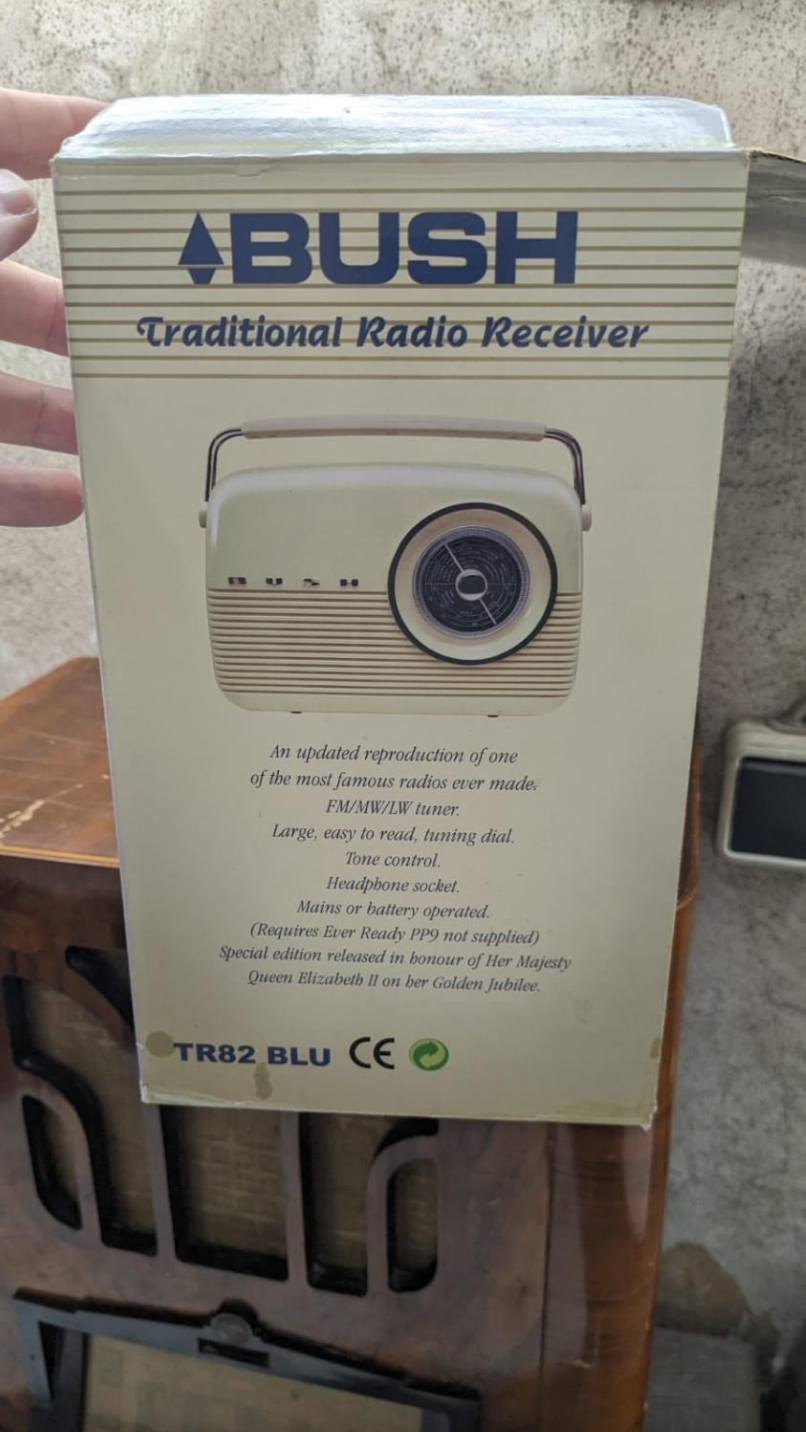 BUSH
Traditional Radio Receiver
BUSH
An updated reproduction of one
of the most famous radios ever made.
FM/MW/LW tuner.
Large, easy to read, tuning dial.
Tone control.
Headphone socket.
Mains or battery operated.
(Requires Ever Ready PP9 not supplied)
Special edition released in honour of Her Majesty
Queen Elizabeth II on her Golden Jubilee.
TR82 BLU CE